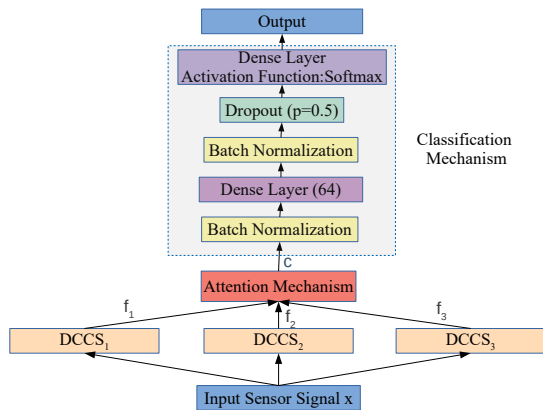 Output
Dense Layer
Activation Function:Softmax
Dropout (p=0.5)
Batch Normalization
Classification
Mechanism
Dense Layer (64)
Batch Normalization
c
Attention Mechanism
f₁
f₂
f₃
DCCS₁
DCCS₂
DCCS₃
Input Sensor Signal x